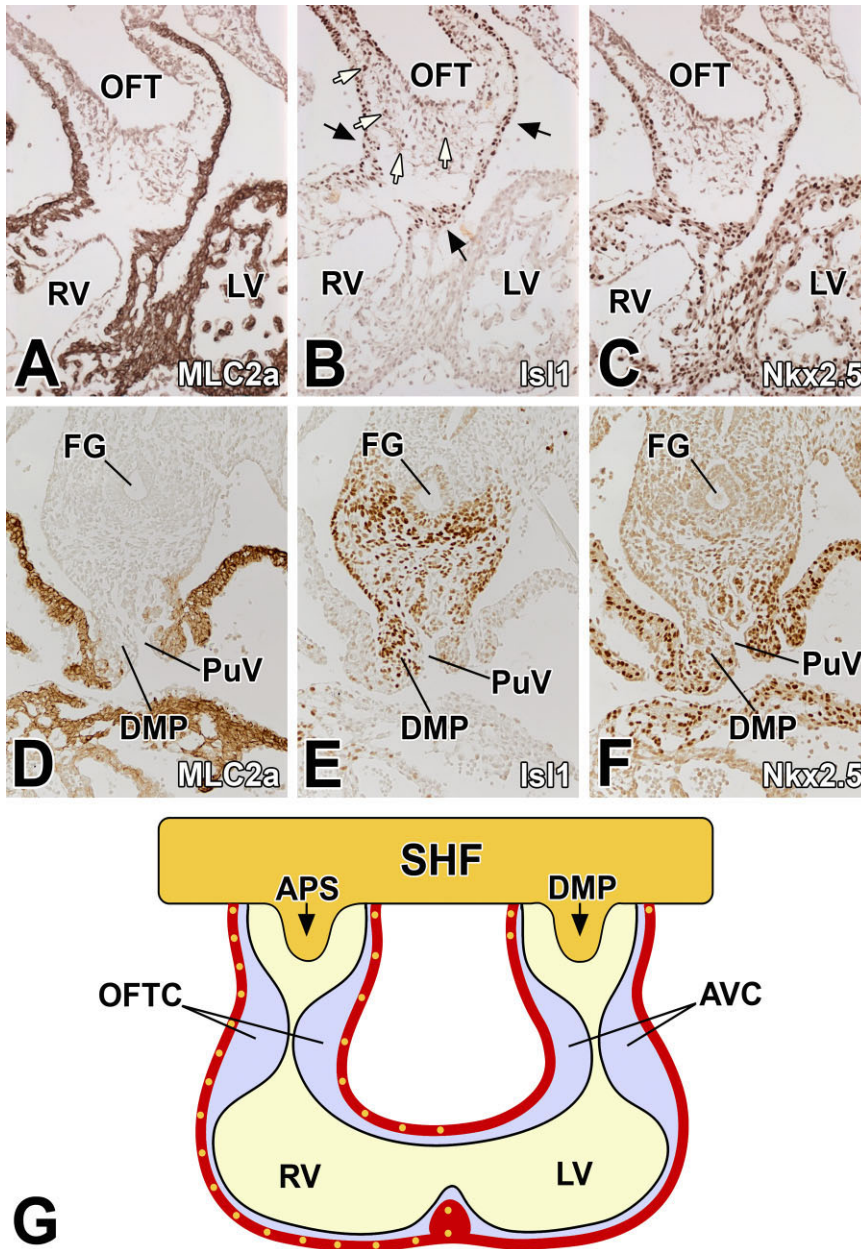 OFT
RV
LV
A
MLC2a
OFT
RV
LV
B
Isl1
OFT
RV
LV
C
Nkx2.5
FG
PuV
DMP
D
MLC2a
FG
PuV
DMP
E
Isl1
FG
PuV
DMP
F
Nkx2.5
SHF
APS
DMP
OFTC
AVC
RV
LV
G